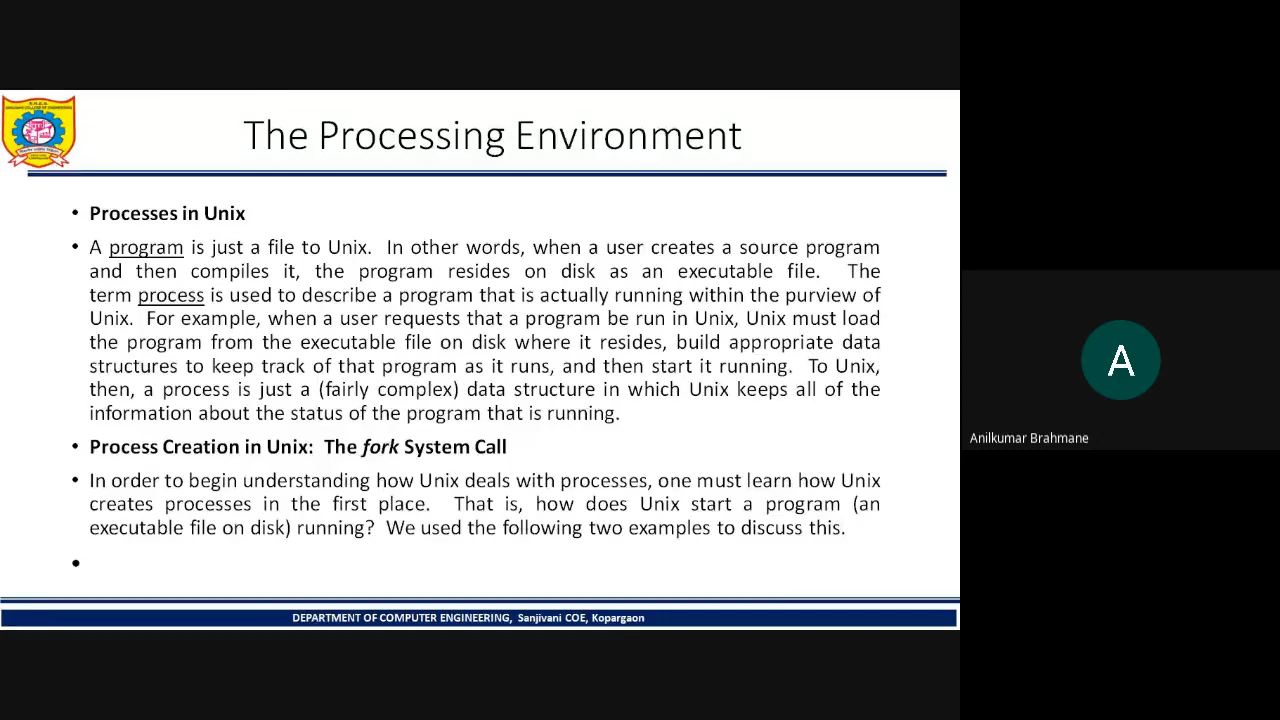 The Processing Environment
• Processes in Unix
• A program is just a file to Unix. In other words, when a user creates a source program
and then compiles it, the program resides on disk as an executable file. The
term process is used to describe a program that is actually running within the purview of
Unix. For example, when a user requests that a program be run in Unix, Unix must load
the program from the executable file on disk where it resides, build appropriate data
structures to keep track of that program as it runs, and then start it running. To Unix,
then, a process is just a (fairly complex) data structure in which Unix keeps all of the
information about the status of the program that is running.
• Process Creation in Unix: The fork System Call
• In order to begin understanding how Unix deals with processes, one must learn how Unix
creates processes in the first place. That is, how does Unix start a program (an
executable file on disk) running? We used the following two examples to discuss this.
•
DEPARTMENT OF COMPUTER ENGINEERING, Sanjivani COE, Kopargaon
A
Anilkumar Brahmane